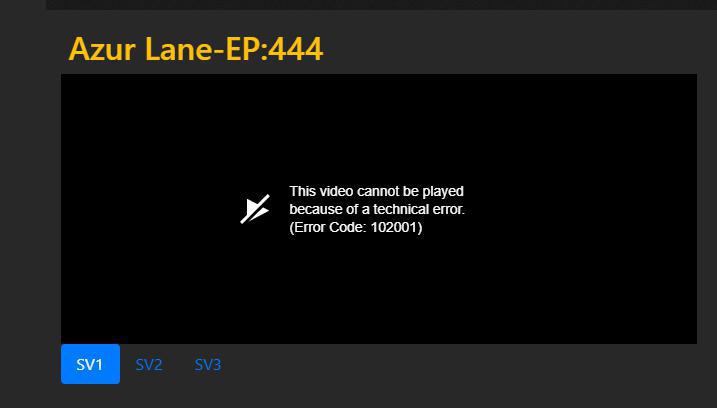 Azur Lane-EP:444
This video cannot be played
because of a technical error.
(Error Code: 102001)
SV1 SV2 SV3